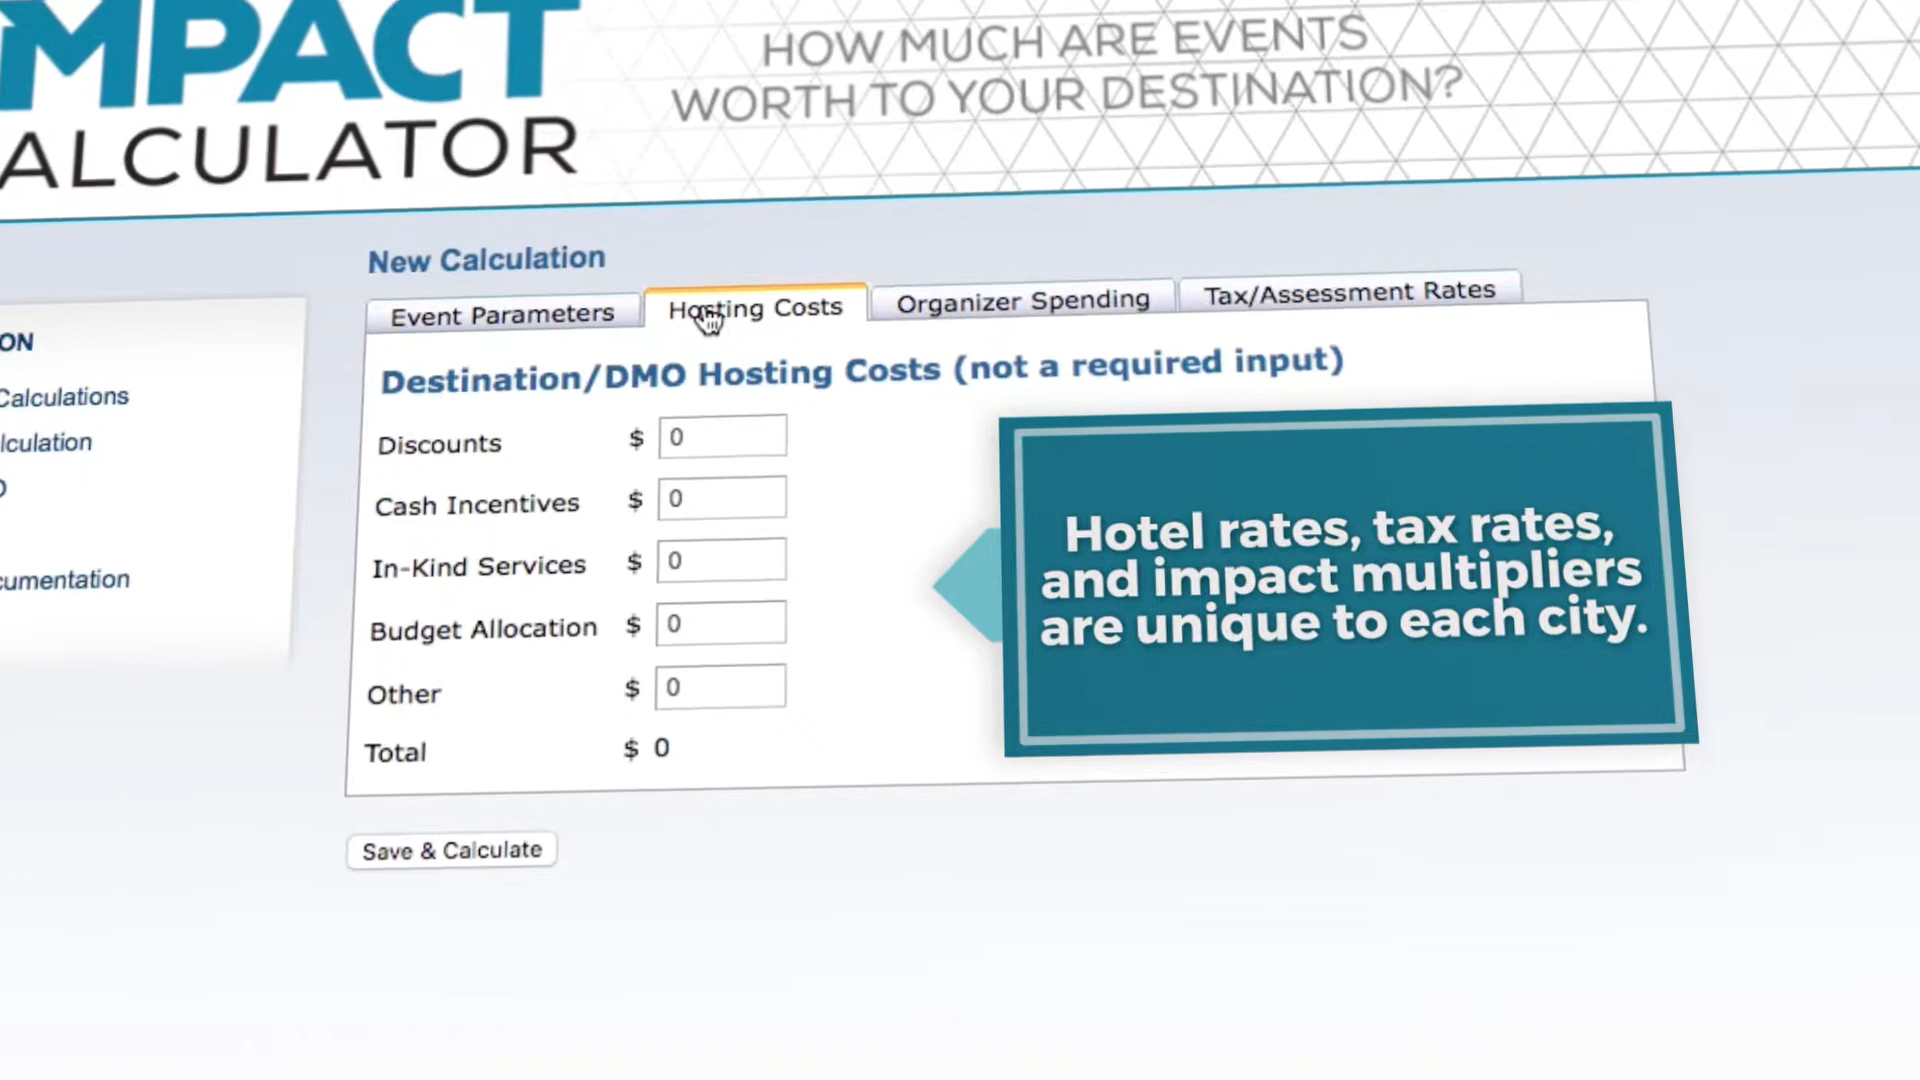 MPACT
ALCULATOR
HOW MUCH ARE EVENTS
WORTH TO YOUR DESTINATION?
New Calculation
Event Parameters
Hosting Costs
Organizer Spending
Tax/Assessment Rates
ON
Calculations
lculation
O
cumentation
Destination/DMO Hosting Costs (not a required input)
Discounts $ 0
Cash Incentives $ 0
In-Kind Services $ 0
Budget Allocation $ 0
Other $ 0
Total $ 0
Hotel rates, tax rates,
and impact multipliers
are unique to each city.
Save & Calculate